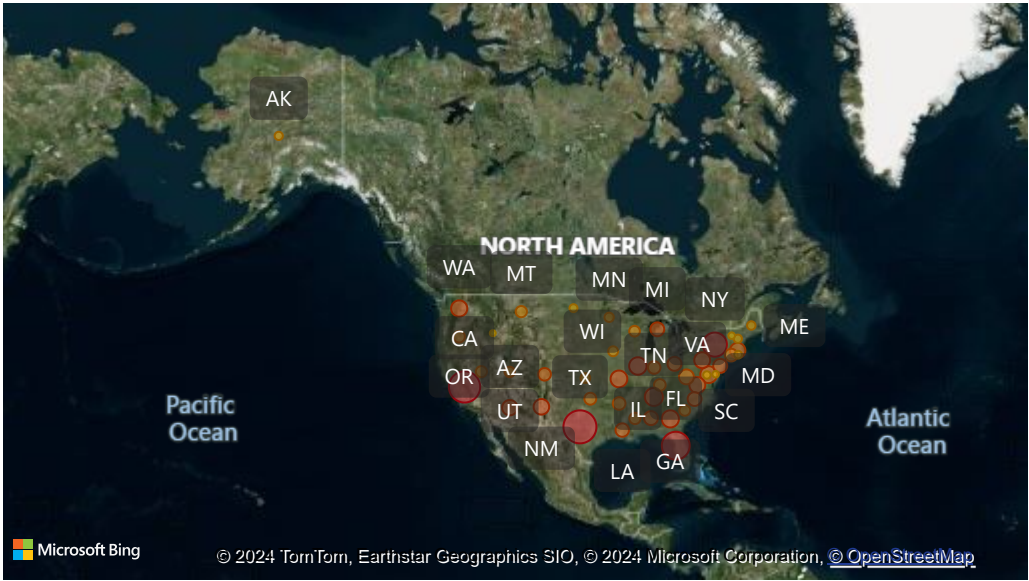 AK
NORTH AMERICA
WA
MT
MN
MI
NY
CA
WI
VA
ME
OR
AZ
TX
TN
MD
UT
IL
FL
SC
NM
LA
GA
Pacific
Ocean
Atlantic
Ocean
Microsoft Bing
© 2024 TomTom, Earthstar Geographics SIO, © 2024 Microsoft Corporation, © OpenStreetMap